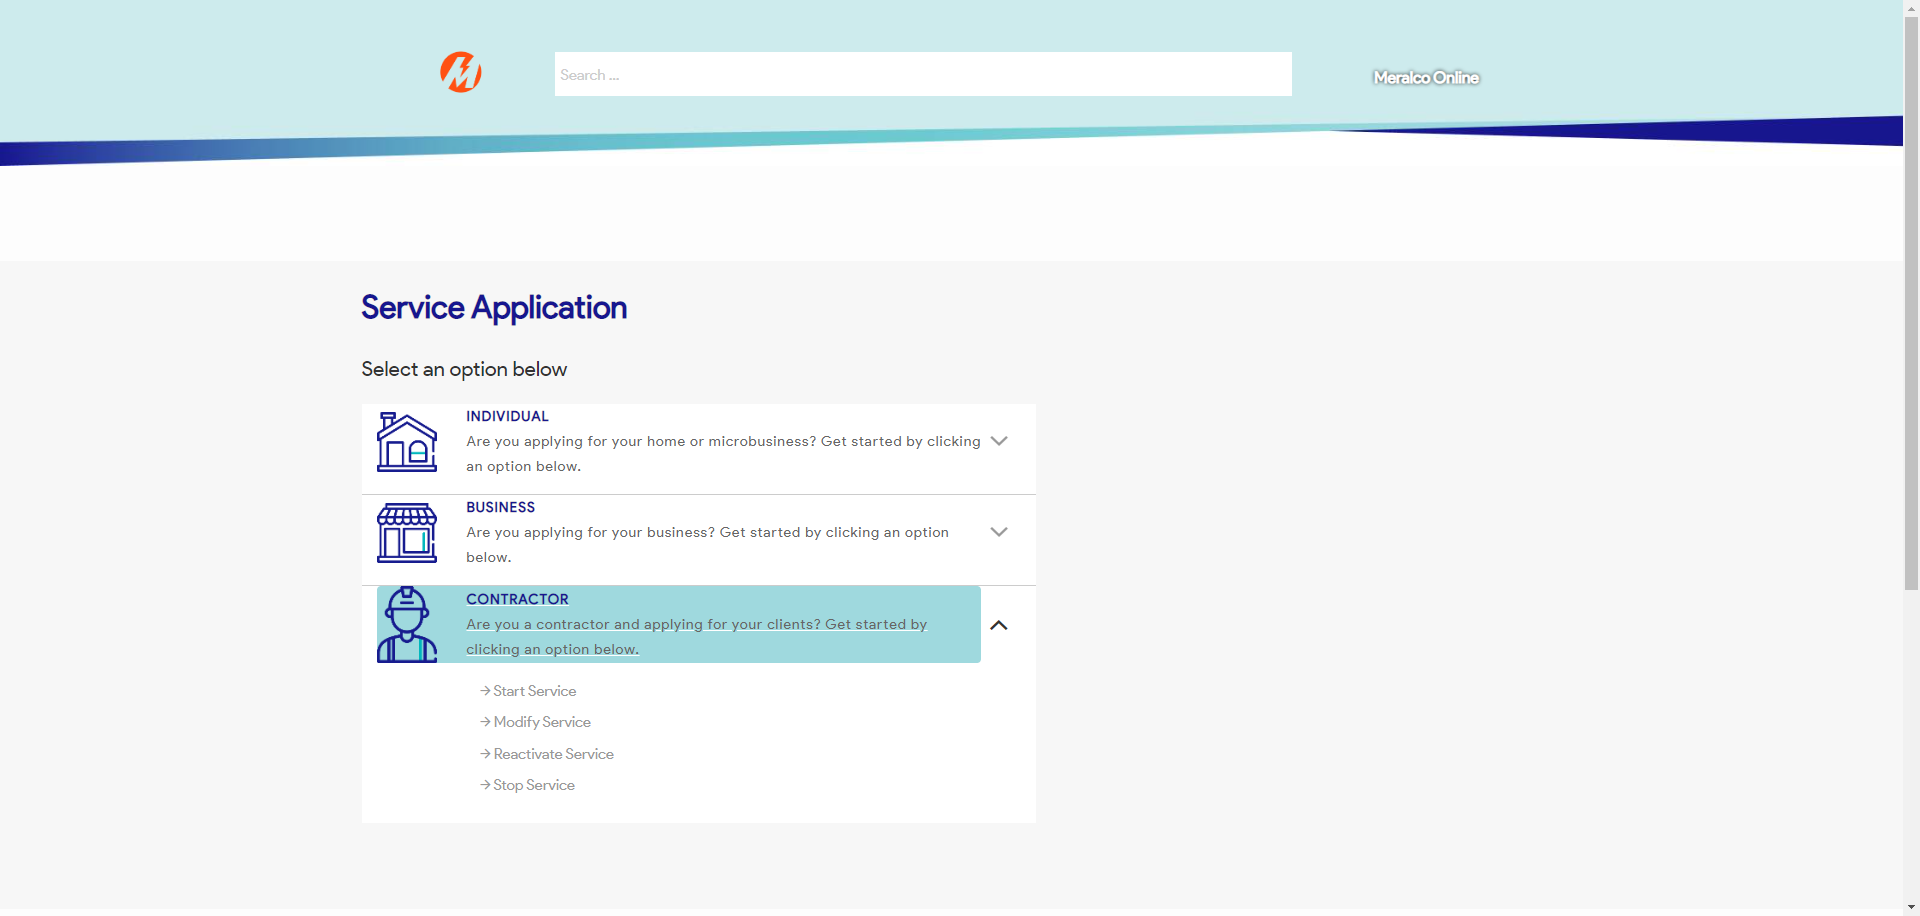 Search ...
Meralco Online
Service Application
Select an option below
INDIVIDUAL
Are you applying for your home or microbusiness? Get started by clicking
an option below.
BUSINESS
Are you applying for your business? Get started by clicking an option
below.
CONTRACTOR
Are you a contractor and applying for your clients? Get started by
clicking an option below.
→ Start Service
→ Modify Service
→ Reactivate Service
→ Stop Service